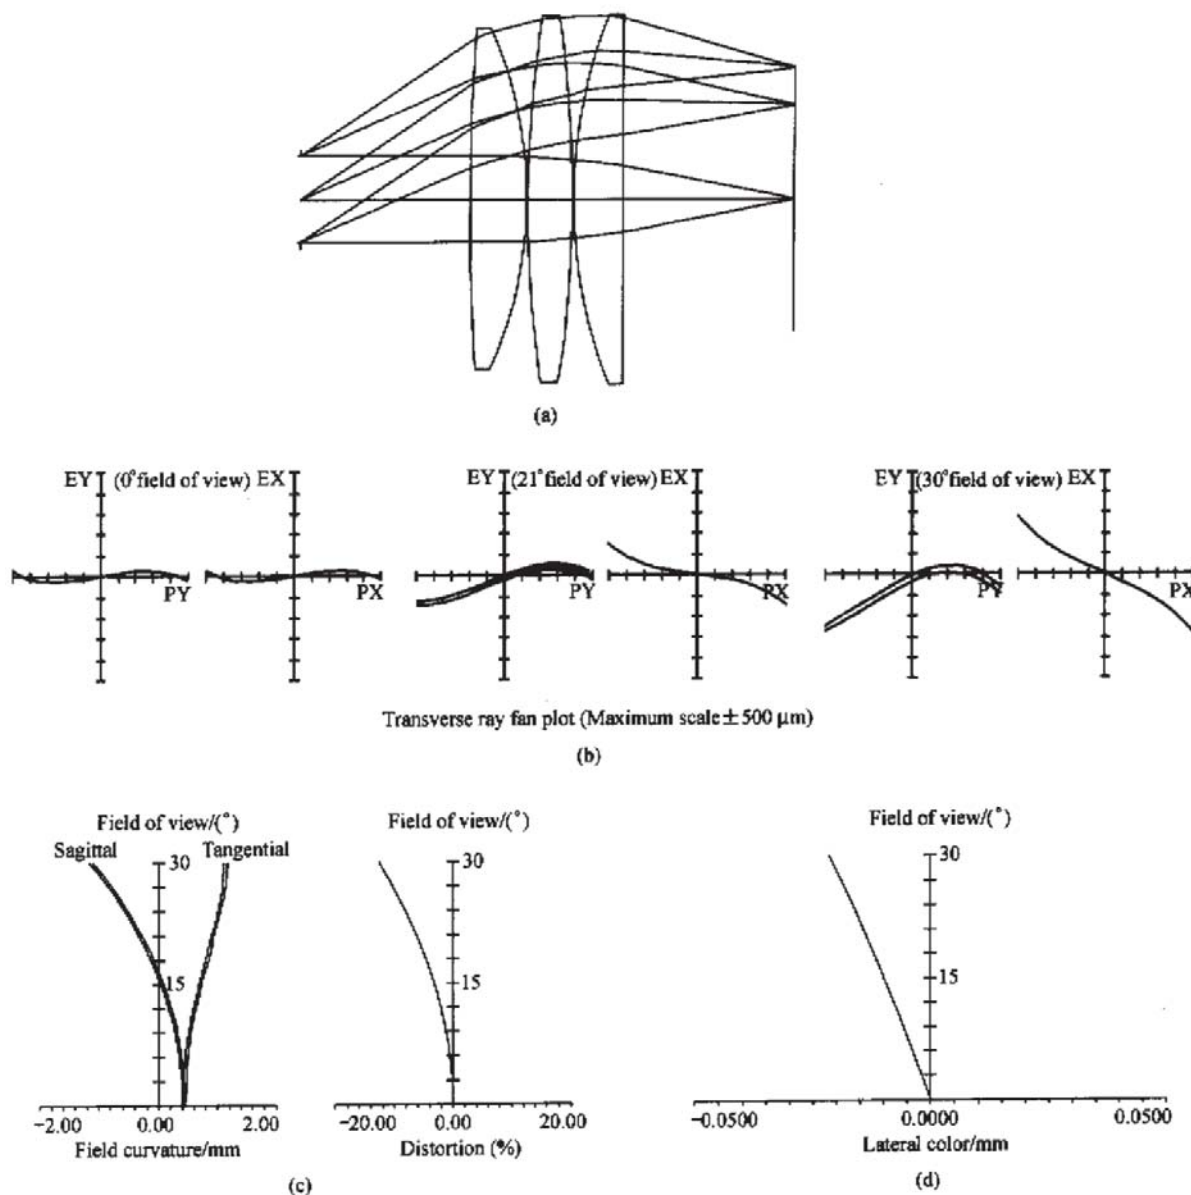 (a)
EY (0°field of view) EX
PY PX
EY (21°field of view) EX
PY PX
EY (30°field of view) EX
PY PX
Transverse ray fan plot (Maximum scale±500 μm)
(b)
Field of view/(°)
Sagittal Tangential
30
15
−2.00 0.00 2.00
Field curvature/mm
Field of view/(°)
30
15
−20.00 0.00 20.00
Distortion (%)
(c)
Field of view/(°)
30
15
−0.0500 0.0000 0.0500
Lateral color/mm
(d)